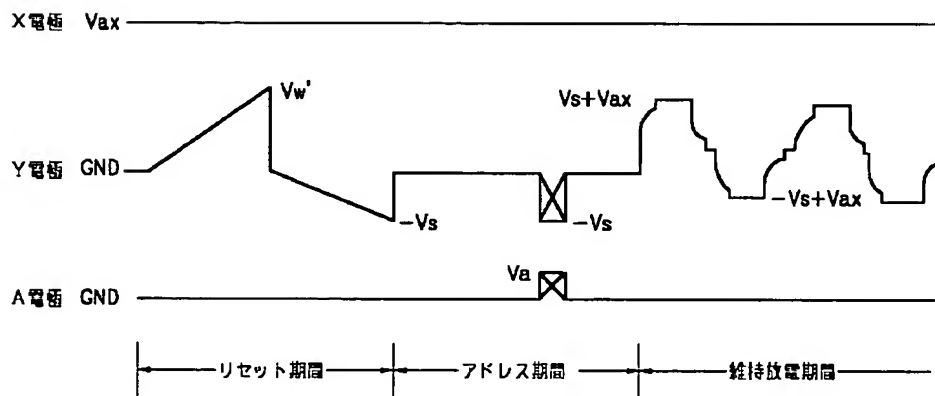 X電極 Vax
Vw'
Vs+Vax
Y電極 GND
-Vs
-Vs
-Vs+Vax
Va
A電極 GND
リセット期間
アドレス期間
維持放電期間